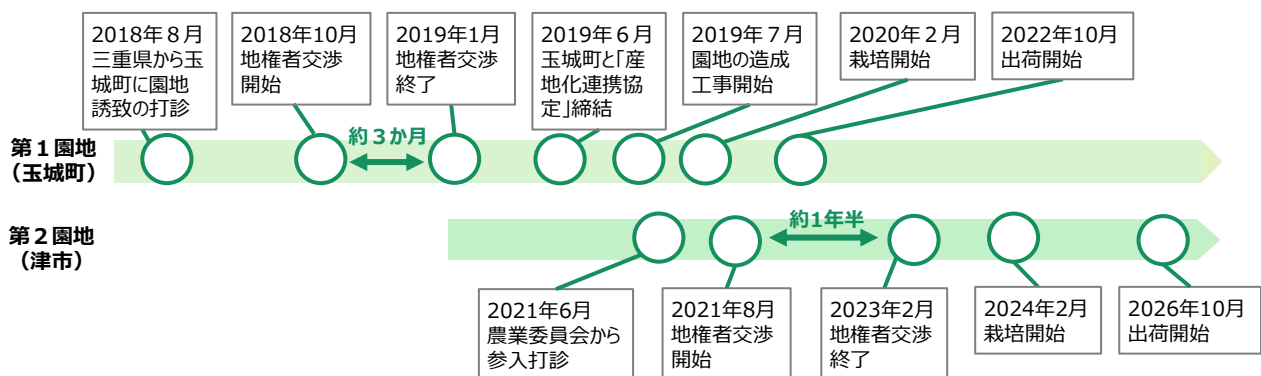 2018年８月
三重県から玉
城町に園地
誘致の打診
2018年10月
地権者交渉
開始
2019年１月
地権者交渉
終了
2019年６月
玉城町と「産
地化連携協
定」締結
2019年７月
園地の造成
工事開始
2020年２月
栽培開始
2022年10月
出荷開始
第１園地
（玉城町）
約３か月
第２園地
（津市）
約1年半
2021年6月
農業委員会から
参入打診
2021年8月
地権者交渉
開始
2023年2月
地権者交渉
終了
2024年2月
栽培開始
2026年10月
出荷開始